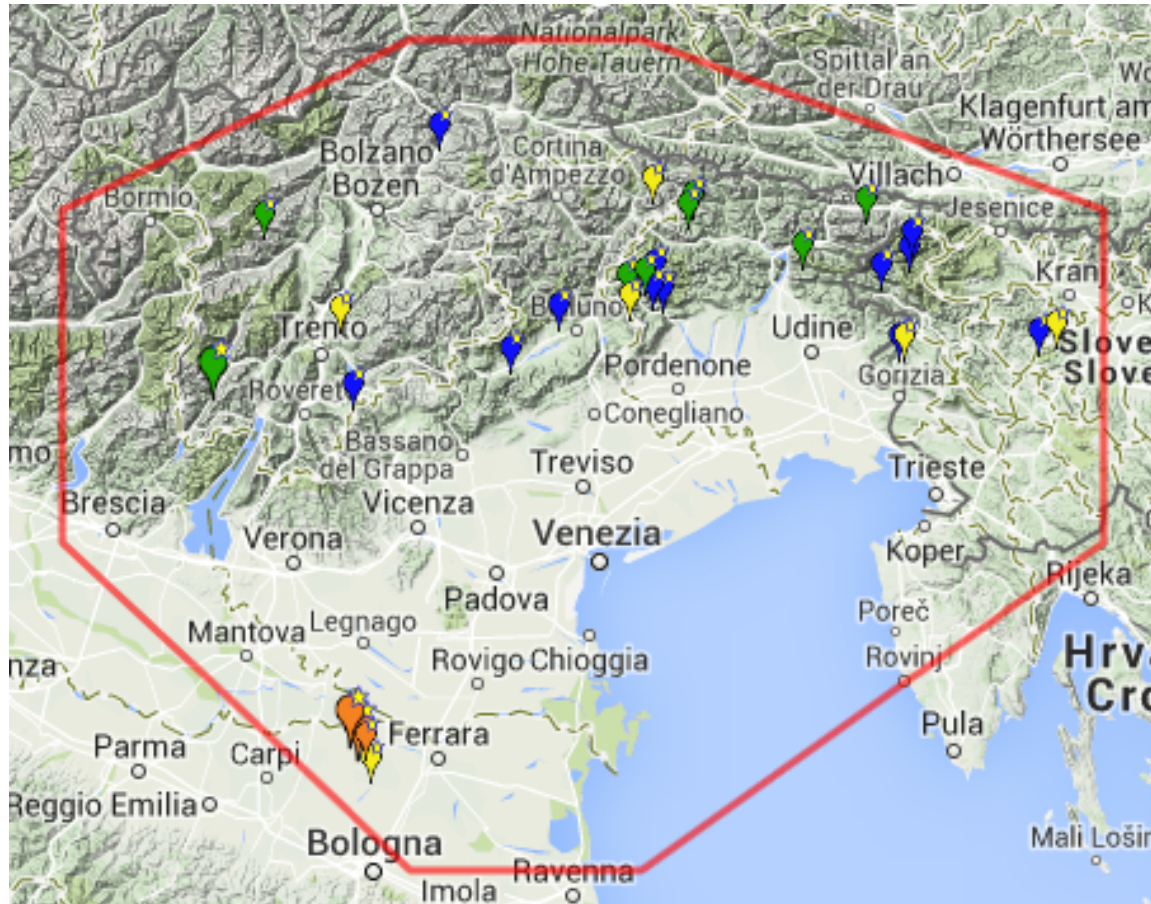 Nationalpark
Hohe Tauern
Spittal an
der Drau
Klagenfurt am
Wörthersee
Bolzano
Bozen
Cortina
d'Ampezzo
Villach
Bormio
Jesenice
Kranj
Trento
Belluno
Udine
Slove
Slove
Pordenone
Gorizia
Rovereto
Conegliano
Bassano
del Grappa
Treviso
Trieste
Brescia
Vicenza
Verona
Venezia
Koper
Padova
Rijeka
Mantova
Legnago
Poreč
nza
Rovigo
Chioggia
Rovinj
Hrva
Cro
Parma
Carpi
Ferrara
Pula
Reggio Emilia
Bologna
Mali Lošin
Ravenna
Imola